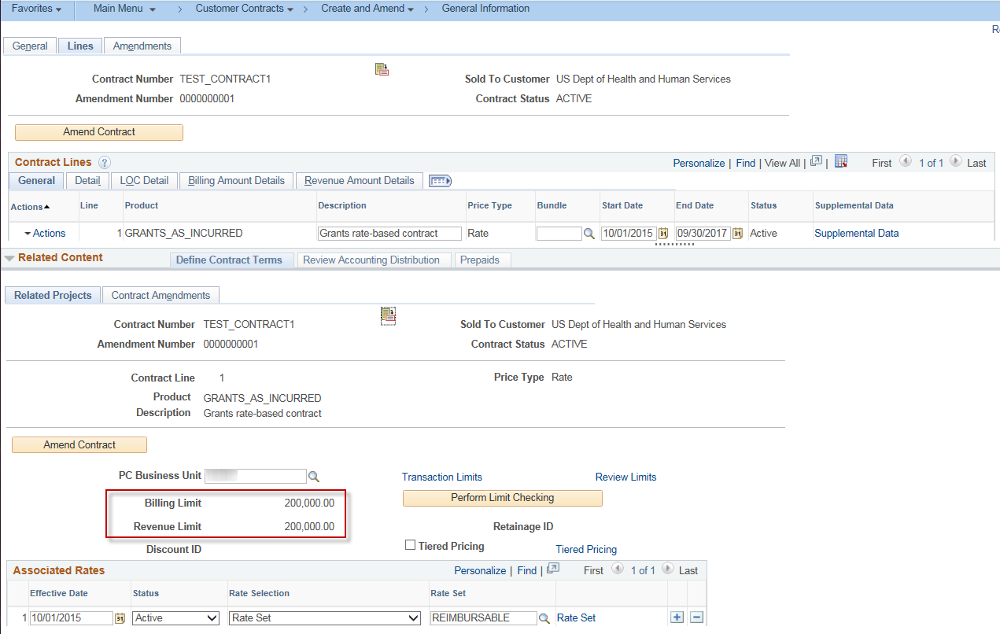 Favorites Main Menu > Customer Contracts > Create and Amend > General Information
General Lines Amendments
Contract Number TEST_CONTRACT1 Sold To Customer US Dept of Health and Human Services
Amendment Number 0000000001 Contract Status ACTIVE
Amend Contract
Contract Lines ? Personalize | Find | View All | | First 1 of 1 Last
General Detail LOC Detail Billing Amount Details Revenue Amount Details
Actions Line Product Description Price Type Bundle Start Date End Date Status Supplemental Data
Actions 1 GRANTS_AS_INCURRED Grants rate-based contract Rate 10/01/2015 31 09/30/2017 31 Active Supplemental Data
Related Content Define Contract Terms Review Accounting Distribution Prepaids
Related Projects Contract Amendments
Contract Number TEST_CONTRACT1 Sold To Customer US Dept of Health and Human Services
Amendment Number 0000000001 Contract Status ACTIVE
Contract Line 1 Price Type Rate
Product GRANTS_AS_INCURRED
Description Grants rate-based contract
Amend Contract
PC Business Unit Transaction Limits Review Limits
Billing Limit 200,000.00 Perform Limit Checking
Revenue Limit 200,000.00 Retainage ID
Discount ID Tiered Pricing Tiered Pricing
Associated Rates Personalize | Find | First 1 of 1 Last
Effective Date Status Rate Selection Rate Set
1 10/01/2015 31 Active Rate Set REIMBURSABLE Rate Set + −